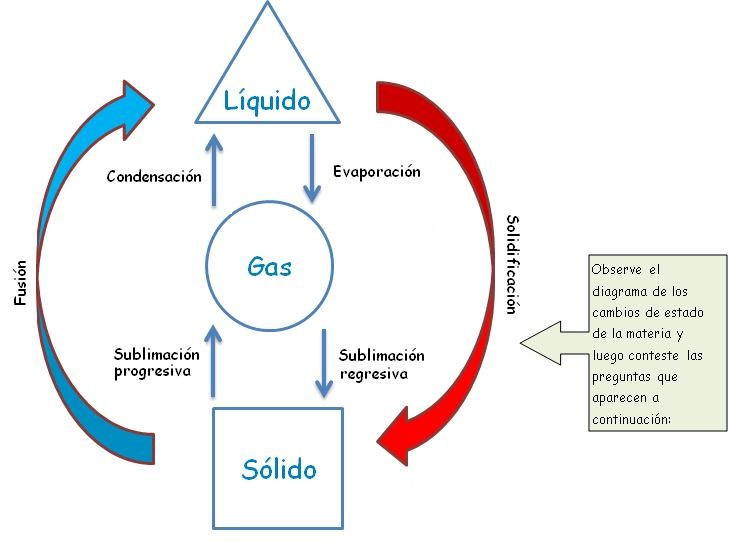 Líquido
Condensación
Evaporación
Fusión
Gas
Solidificación
Sublimación
progresiva
Sublimación
regresiva
Sólido
Observe el
diagrama de los
cambios de estado
de la materia y
luego conteste las
preguntas que
aparecen a
continuación: